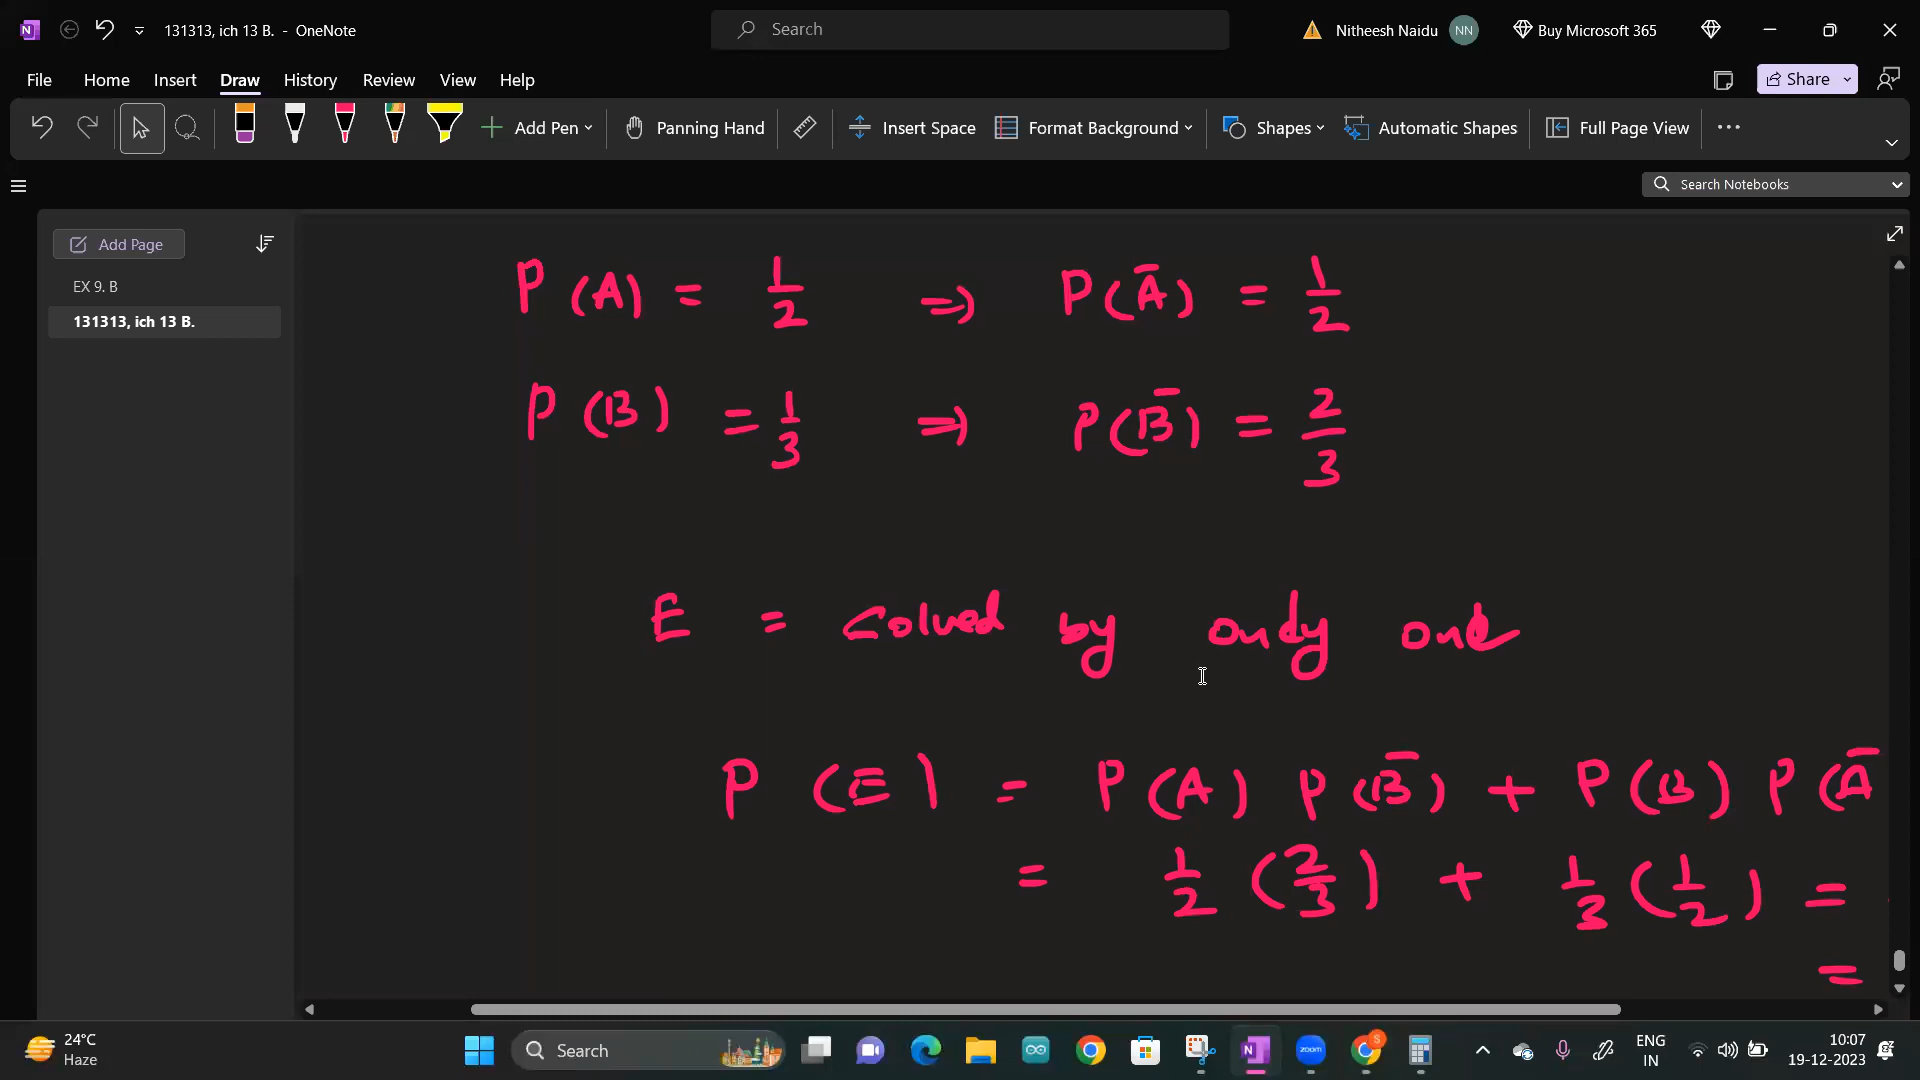 131313, ich 13 B. - OneNote
Search
Nitheesh Naidu NN
Buy Microsoft 365
File Home Insert Draw History Review View Help
Share
Add Pen
Panning Hand
Insert Space
Format Background
Shapes
Automatic Shapes
Full Page View
Search Notebooks
Add Page
EX 9. B
131313, ich 13 B.
P (A) = 1/2 ⇒ P(Ā) = 1/2
P (B) = 1/3 ⇒ P(B̄) = 2/3
E = Solved by only one
P (E) = P(A) P(B̄) + P(B) P(Ā
= 1/2 (2/3) + 1/3 (1/2) =
=
24°C
Haze
Search
zoom
S
ENG
IN
10:07
19-12-2023